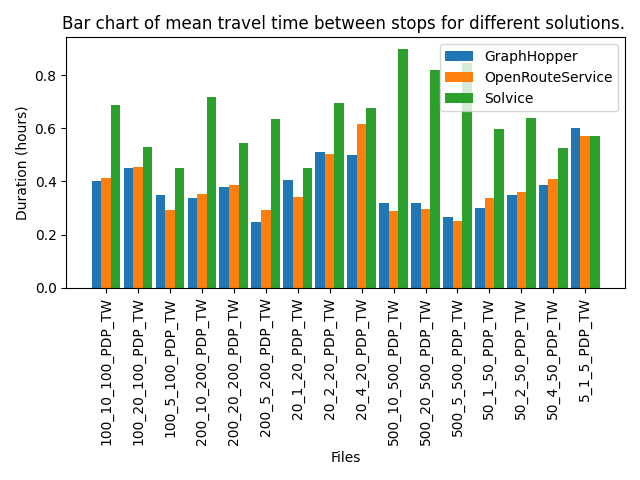 Bar chart of mean travel time between stops for different solutions.
GraphHopper
OpenRouteService
Solvice
Duration (hours)
0.8
0.6
0.4
0.2
0.0
100_10_100_PDP_TW
100_20_100_PDP_TW
100_5_100_PDP_TW
200_10_200_PDP_TW
200_20_200_PDP_TW
200_5_200_PDP_TW
20_1_20_PDP_TW
20_2_20_PDP_TW
20_4_20_PDP_TW
500_10_500_PDP_TW
500_20_500_PDP_TW
500_5_500_PDP_TW
50_1_50_PDP_TW
50_2_50_PDP_TW
50_4_50_PDP_TW
5_1_5_PDP_TW
Files